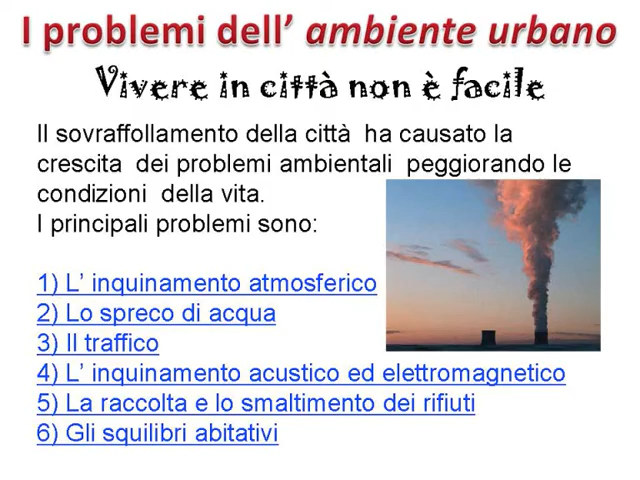 I problemi dell’ ambiente urbano
Vivere in città non è facile
Il sovraffollamento della città ha causato la
crescita dei problemi ambientali peggiorando le
condizioni della vita.
I principali problemi sono:
1) L’ inquinamento atmosferico
2) Lo spreco di acqua
3) Il traffico
4) L’ inquinamento acustico ed elettromagnetico
5) La raccolta e lo smaltimento dei rifiuti
6) Gli squilibri abitativi